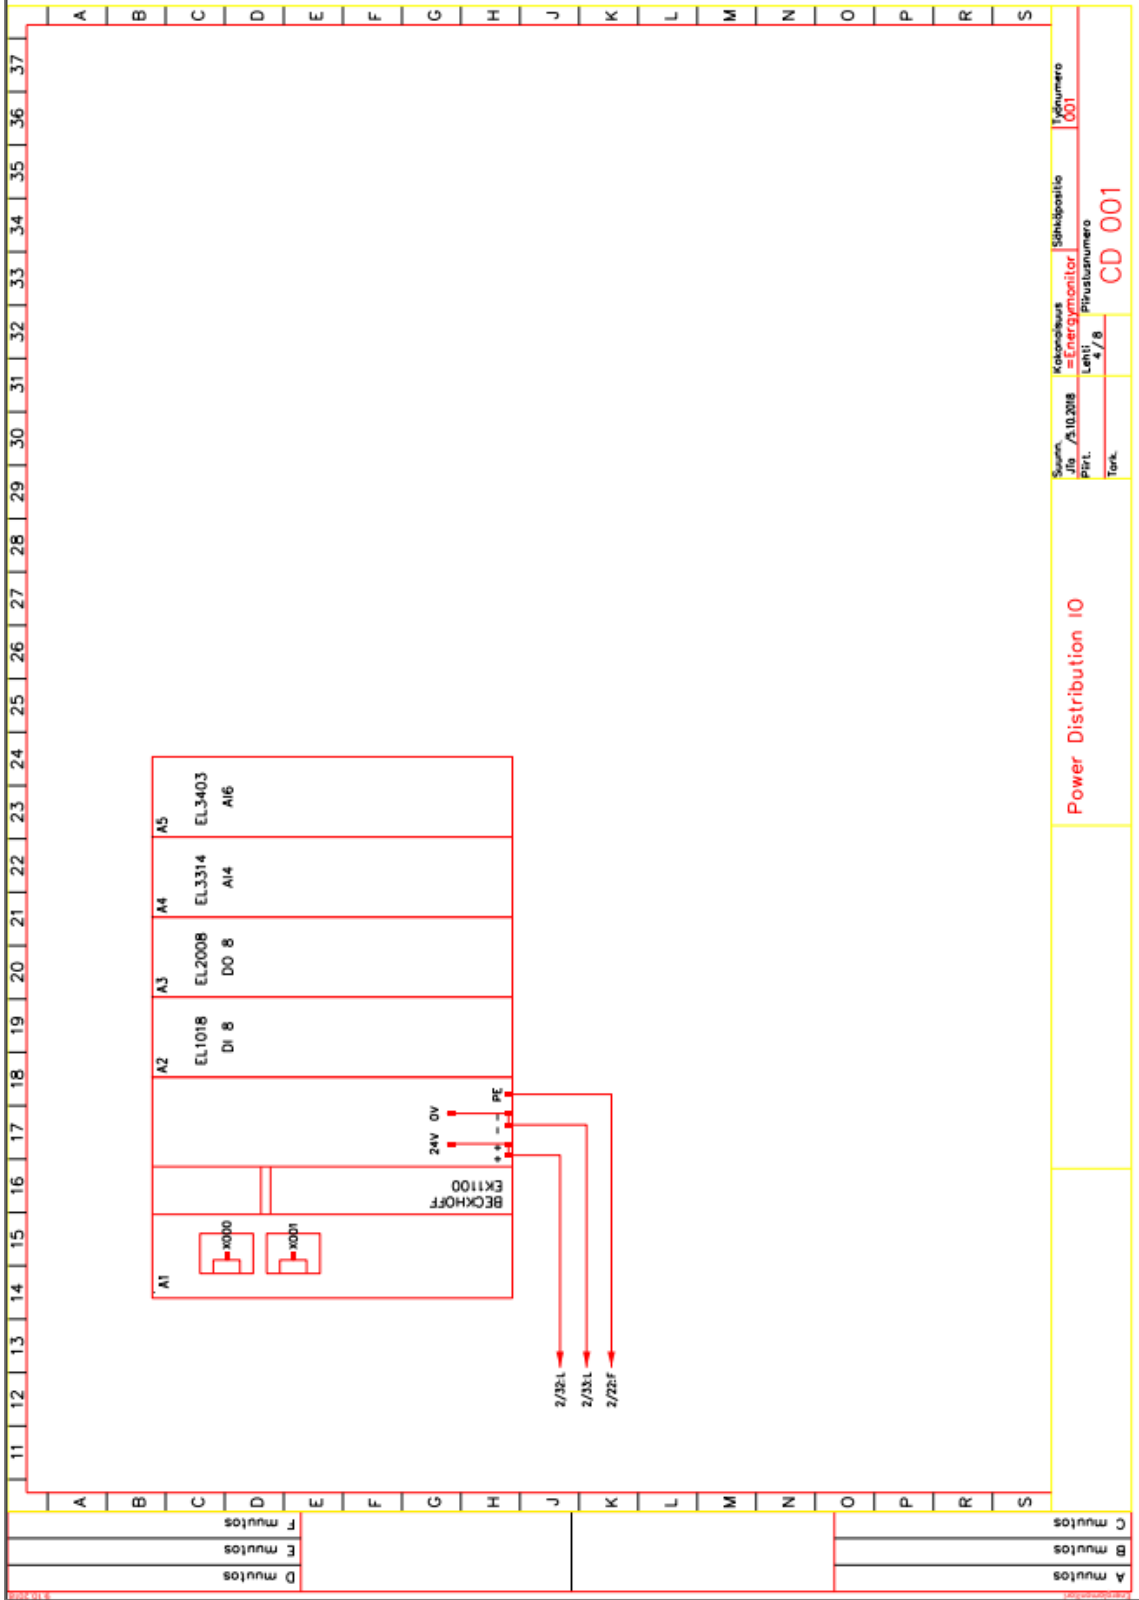 11 12 13 14 15 16 17 18 19 20 21 22 23 24 25 26 27 28 29 30 31 32 33 34 35 36 37
A A
B B
C C
D D
E E
F F
G G
H H
J J
K K
L L
M M
N N
O O
P P
R R
S S
A1
X000
X001
BECKHOFF
EK1100
24V 0V
+ + - - PE
A2
EL1018
DI 8
A3
EL2008
DO 8
A4
EL3314
AI4
A5
EL3403
AI6
2/32:L
2/33:L
2/22:F
Power Distribution IO
Suunn.
JTa /5.10.2018
Piirt.
Tark.
Kokonaisuus
=Energymonitor
Lehti
4/8
Sähköpositio
Piirustusnumero
CD 001
Työnumero
001
A muutos
B muutos
C muutos
D muutos
E muutos
F muutos
9.10.2018